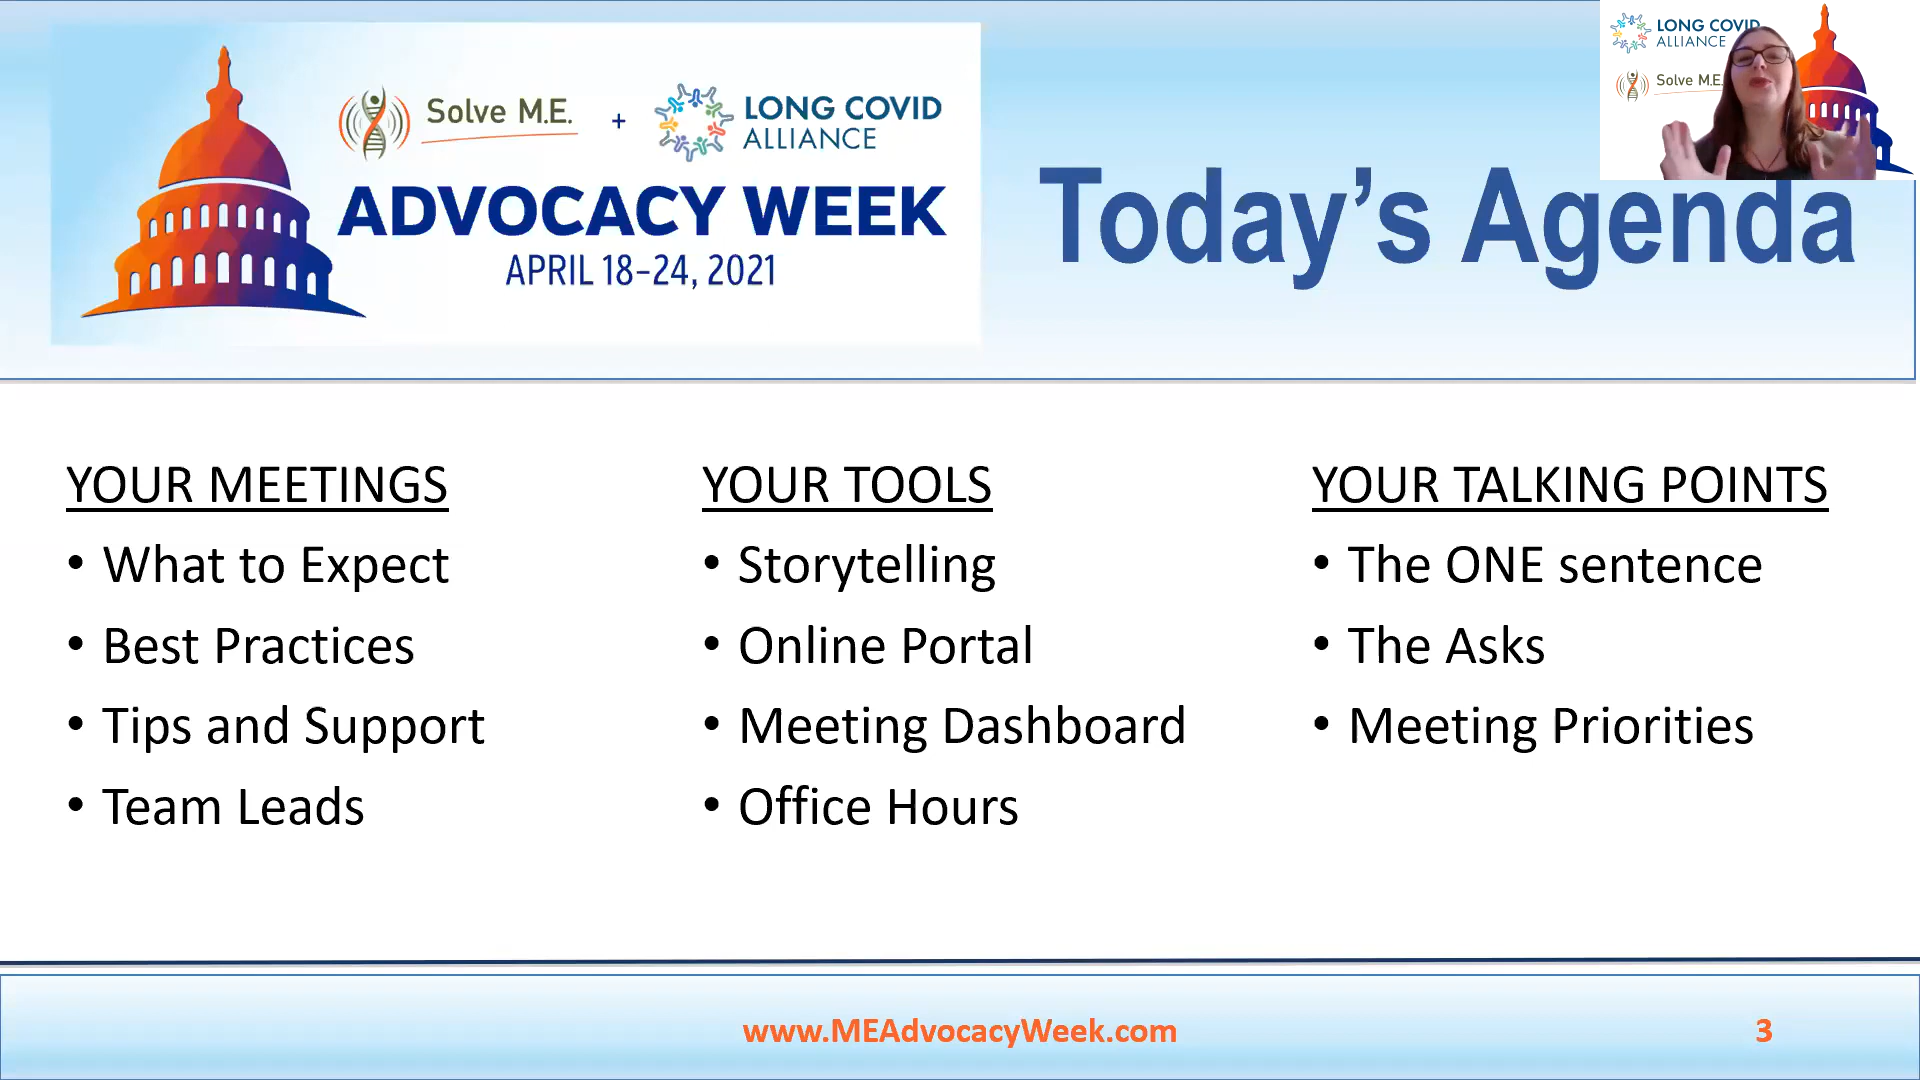 Solve M.E. + LONG COVID
ALLIANCE
ADVOCACY WEEK
APRIL 18-24, 2021
Today's Agenda
LONG COVID
ALLIANCE
Solve M.E.
YOUR MEETINGS
• What to Expect
• Best Practices
• Tips and Support
• Team Leads
YOUR TOOLS
• Storytelling
• Online Portal
• Meeting Dashboard
• Office Hours
YOUR TALKING POINTS
• The ONE sentence
• The Asks
• Meeting Priorities
www.MEAdvocacyWeek.com
3